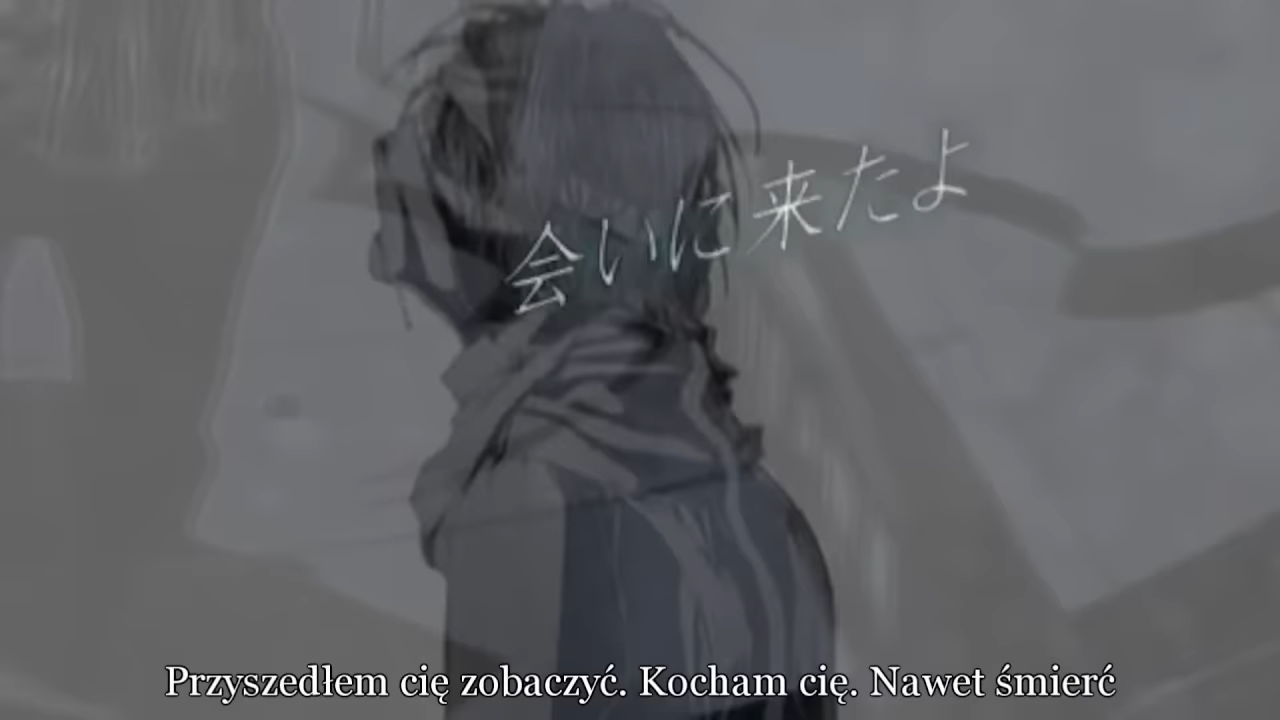 会いに来たよ
Przyszedłem cię zobaczyć. Kocham cię. Nawet śmierć